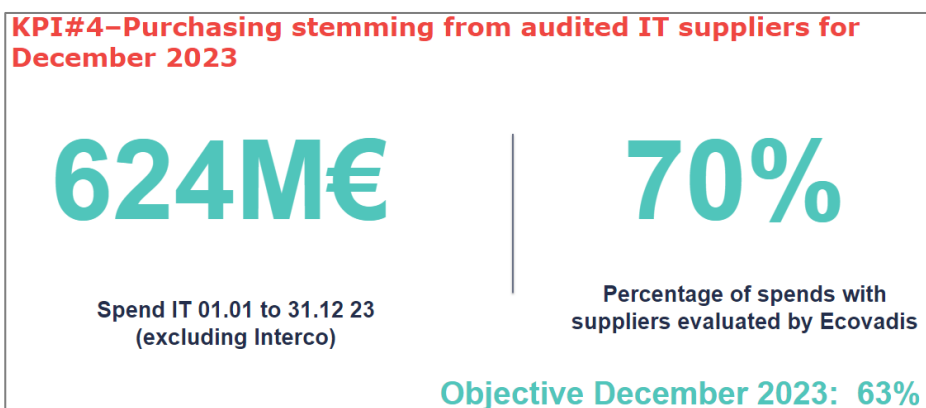 KPI#4–Purchasing stemming from audited IT suppliers for
December 2023
624M€
Spend IT 01.01 to 31.12 23
(excluding Interco)
70%
Percentage of spends with
suppliers evaluated by Ecovadis
Objective December 2023: 63%